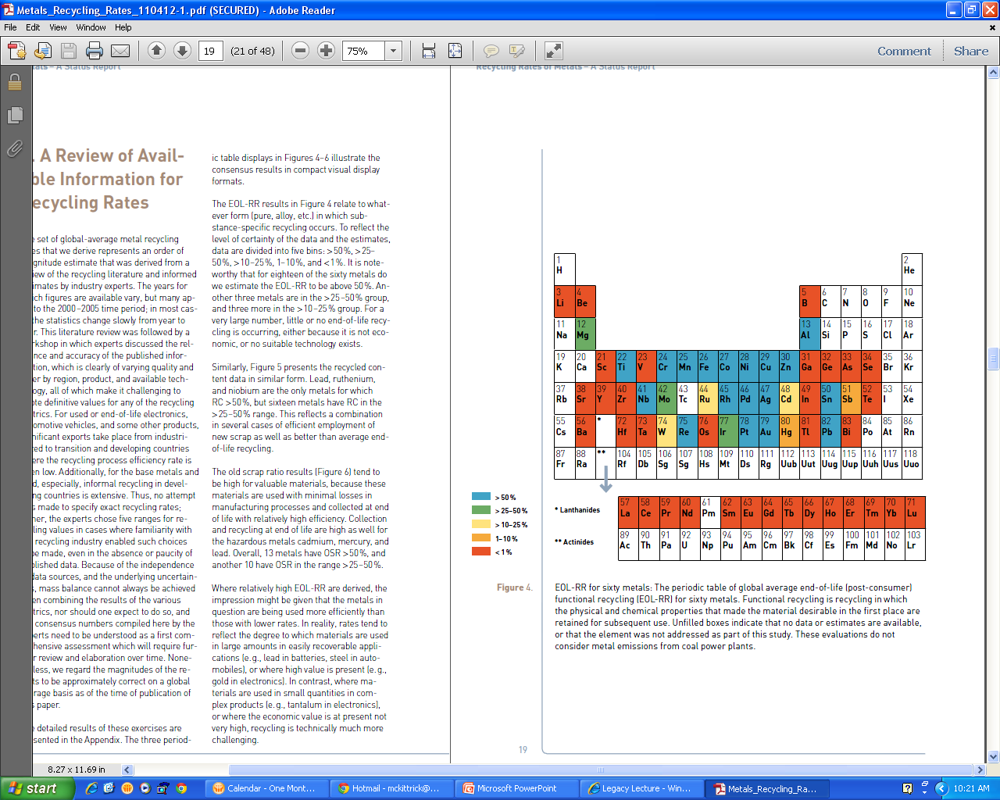 Metals_Recycling_Rates_110412-1.pdf (SECURED) - Adobe Reader
File Edit View Window Help
19 (21 of 48) 75% Comment Share
– A Status Report
Recycling Rates of Metals – A Status Report
. A Review of Avail-
ble Information for
ecycling Rates
set of global-average metal recycling
es that we derive represents an order of
gnitude estimate that was derived from a
iew of the recycling literature and informed
imates by industry experts. The years for
ich figures are available vary, but many ap-
to the 2000–2005 time period; in most cas-
the statistics change slowly from year to
r. This literature review was followed by a
rkshop in which experts discussed the rel-
nce and accuracy of the published infor-
tion, which is clearly of varying quality and
er by region, product, and available tech-
logy, all of which make it challenging to
ote definitive values for any of the recycling
trics. For used or end-of-life electronics,
omotive vehicles, and some other products,
nificant exports take place from industri-
zed to transition and developing countries
ere the recycling process efficiency rate is
en low. Additionally, for the base metals and
d, especially, informal recycling in devel-
ng countries is extensive. Thus, no attempt
s made to specify exact recycling rates;
her, the experts chose five ranges for re-
ling values in cases where familiarity with
recycling industry enabled such choices
be made, even in the absence or paucity of
blished data. Because of the independence
data sources, and the underlying uncertain-
s, mass balance cannot always be achieved
en combining the results of the various
trics, nor should one expect to do so, and
consensus numbers compiled here by the
perts need to be understood as a first com-
hensive assessment which will require fur-
r review and elaboration over time. None-
less, we regard the magnitudes of the re-
ts to be approximately correct on a global
rage basis as of the time of publication of
s paper.
e detailed results of these exercises are
sented in the Appendix. The three period-
ic table displays in Figures 4–6 illustrate the
consensus results in compact visual display
formats.
The EOL-RR results in Figure 4 relate to what-
ever form (pure, alloy, etc.) in which sub-
stance-specific recycling occurs. To reflect the
level of certainty of the data and the estimates,
data are divided into five bins: >50%, >25–
50%, >10–25%, 1–10%, and <1%. It is note-
worthy that for eighteen of the sixty metals do
we estimate the EOL-RR to be above 50%. An-
other three metals are in the >25–50% group,
and three more in the >10–25% group. For a
very large number, little or no end-of-life recy-
cling is occurring, either because it is not eco-
nomic, or no suitable technology exists.
Similarly, Figure 5 presents the recycled con-
tent data in similar form. Lead, ruthenium,
and niobium are the only metals for which
RC >50%, but sixteen metals have RC in the
>25–50% range. This reflects a combination
in several cases of efficient employment of
new scrap as well as better than average end-
of-life recycling.
The old scrap ratio results (Figure 6) tend to
be high for valuable materials, because these
materials are used with minimal losses in
manufacturing processes and collected at end
of life with relatively high efficiency. Collection
and recycling at end of life are high as well for
the hazardous metals cadmium, mercury, and
lead. Overall, 13 metals have OSR >50%, and
another 10 have OSR in the range >25–50%.
Where relatively high EOL-RR are derived, the
impression might be given that the metals in
question are being used more efficiently than
those with lower rates. In reality, rates tend to
reflect the degree to which materials are used
in large amounts in easily recoverable appli-
cations (e.g., lead in batteries, steel in auto-
mobiles), or where high value is present (e.g.,
gold in electronics). In contrast, where ma-
terials are used in small quantities in com-
plex products (e.g., tantalum in electronics),
or where the economic value is at present not
very high, recycling is technically much more
challenging.
1 2
H He
3 4 5 6 7 8 9 10
Li Be B C N O F Ne
11 12 13 14 15 16 17 18
Na Mg Al Si P S Cl Ar
19 20 21 22 23 24 25 26 27 28 29 30 31 32 33 34 35 36
K Ca Sc Ti V Cr Mn Fe Co Ni Cu Zn Ga Ge As Se Br Kr
37 38 39 40 41 42 43 44 45 46 47 48 49 50 51 52 53 54
Rb Sr Y Zr Nb Mo Tc Ru Rh Pd Ag Cd In Sn Sb Te I Xe
55 56 * 72 73 74 75 76 77 78 79 80 81 82 83 84 85 86
Cs Ba Hf Ta W Re Os Ir Pt Au Hg Tl Pb Bi Po At Rn
87 88 ** 104 105 106 107 108 109 110 111 112 113 114 115 116 117 118
Fr Ra Rf Db Sg Sg Hs Mt Ds Rg Uub Uut Uug Uup Uuh Uus Uuo
> 50%
> 25–50%
> 10–25%
1–10%
< 1%
* Lanthanides
57 58 59 60 61 62 63 64 65 66 67 68 69 70 71
La Ce Pr Nd Pm Sm Eu Gd Tb Dy Ho Er Tm Yb Lu
** Actinides
89 90 91 92 93 94 95 96 97 98 99 100 101 102 103
Ac Th Pa U Np Pu Am Cm Bk Cf Es Fm Md No Lr
Figure 4.
EOL-RR for sixty metals: The periodic table of global average end-of-life (post-consumer)
functional recycling (EOL-RR) for sixty metals. Functional recycling is recycling in which
the physical and chemical properties that made the material desirable in the first place are
retained for subsequent use. Unfilled boxes indicate that no data or estimates are available,
or that the element was not addressed as part of this study. These evaluations do not
consider metal emissions from coal power plants.
19
8.27 x 11.69 in
start Calendar - One Mont... Hotmail - mckittrick@... Microsoft PowerPoint Legacy Lecture - Win... Metals_Recycling_Ra... 10:21 AM